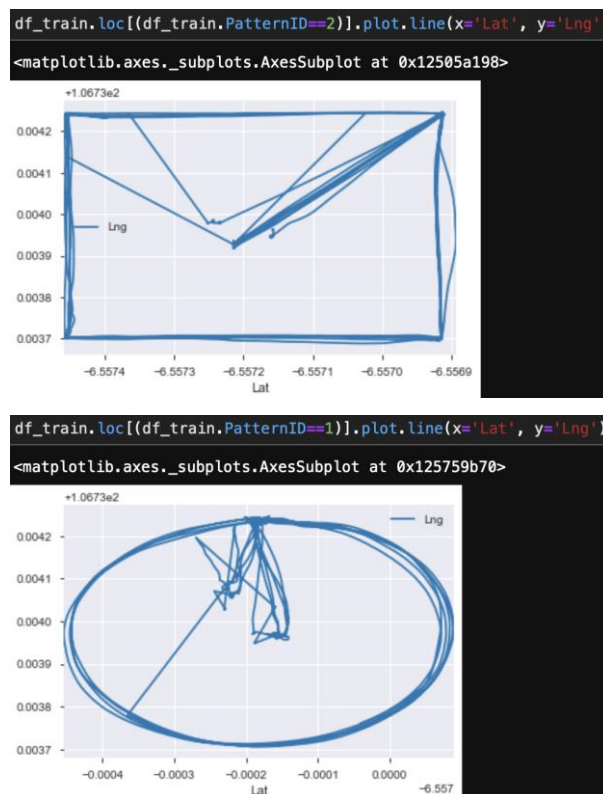 df_train.loc[(df_train.PatternID==2)].plot.line(x='Lat', y='Lng'
<matplotlib.axes._subplots.AxesSubplot at 0x12505a198>
+1.0673e2
0.0042
0.0041
0.0040
Lng
0.0039
0.0038
0.0037
−6.5574 −6.5573 −6.5572 −6.5571 −6.5570 −6.5569
Lat
df_train.loc[(df_train.PatternID==1)].plot.line(x='Lat', y='Lng')
<matplotlib.axes._subplots.AxesSubplot at 0x125759b70>
+1.0673e2
Lng
0.0042
0.0041
0.0040
0.0039
0.0038
0.0037
−0.0004 −0.0003 −0.0002 −0.0001 0.0000
Lat −6.557